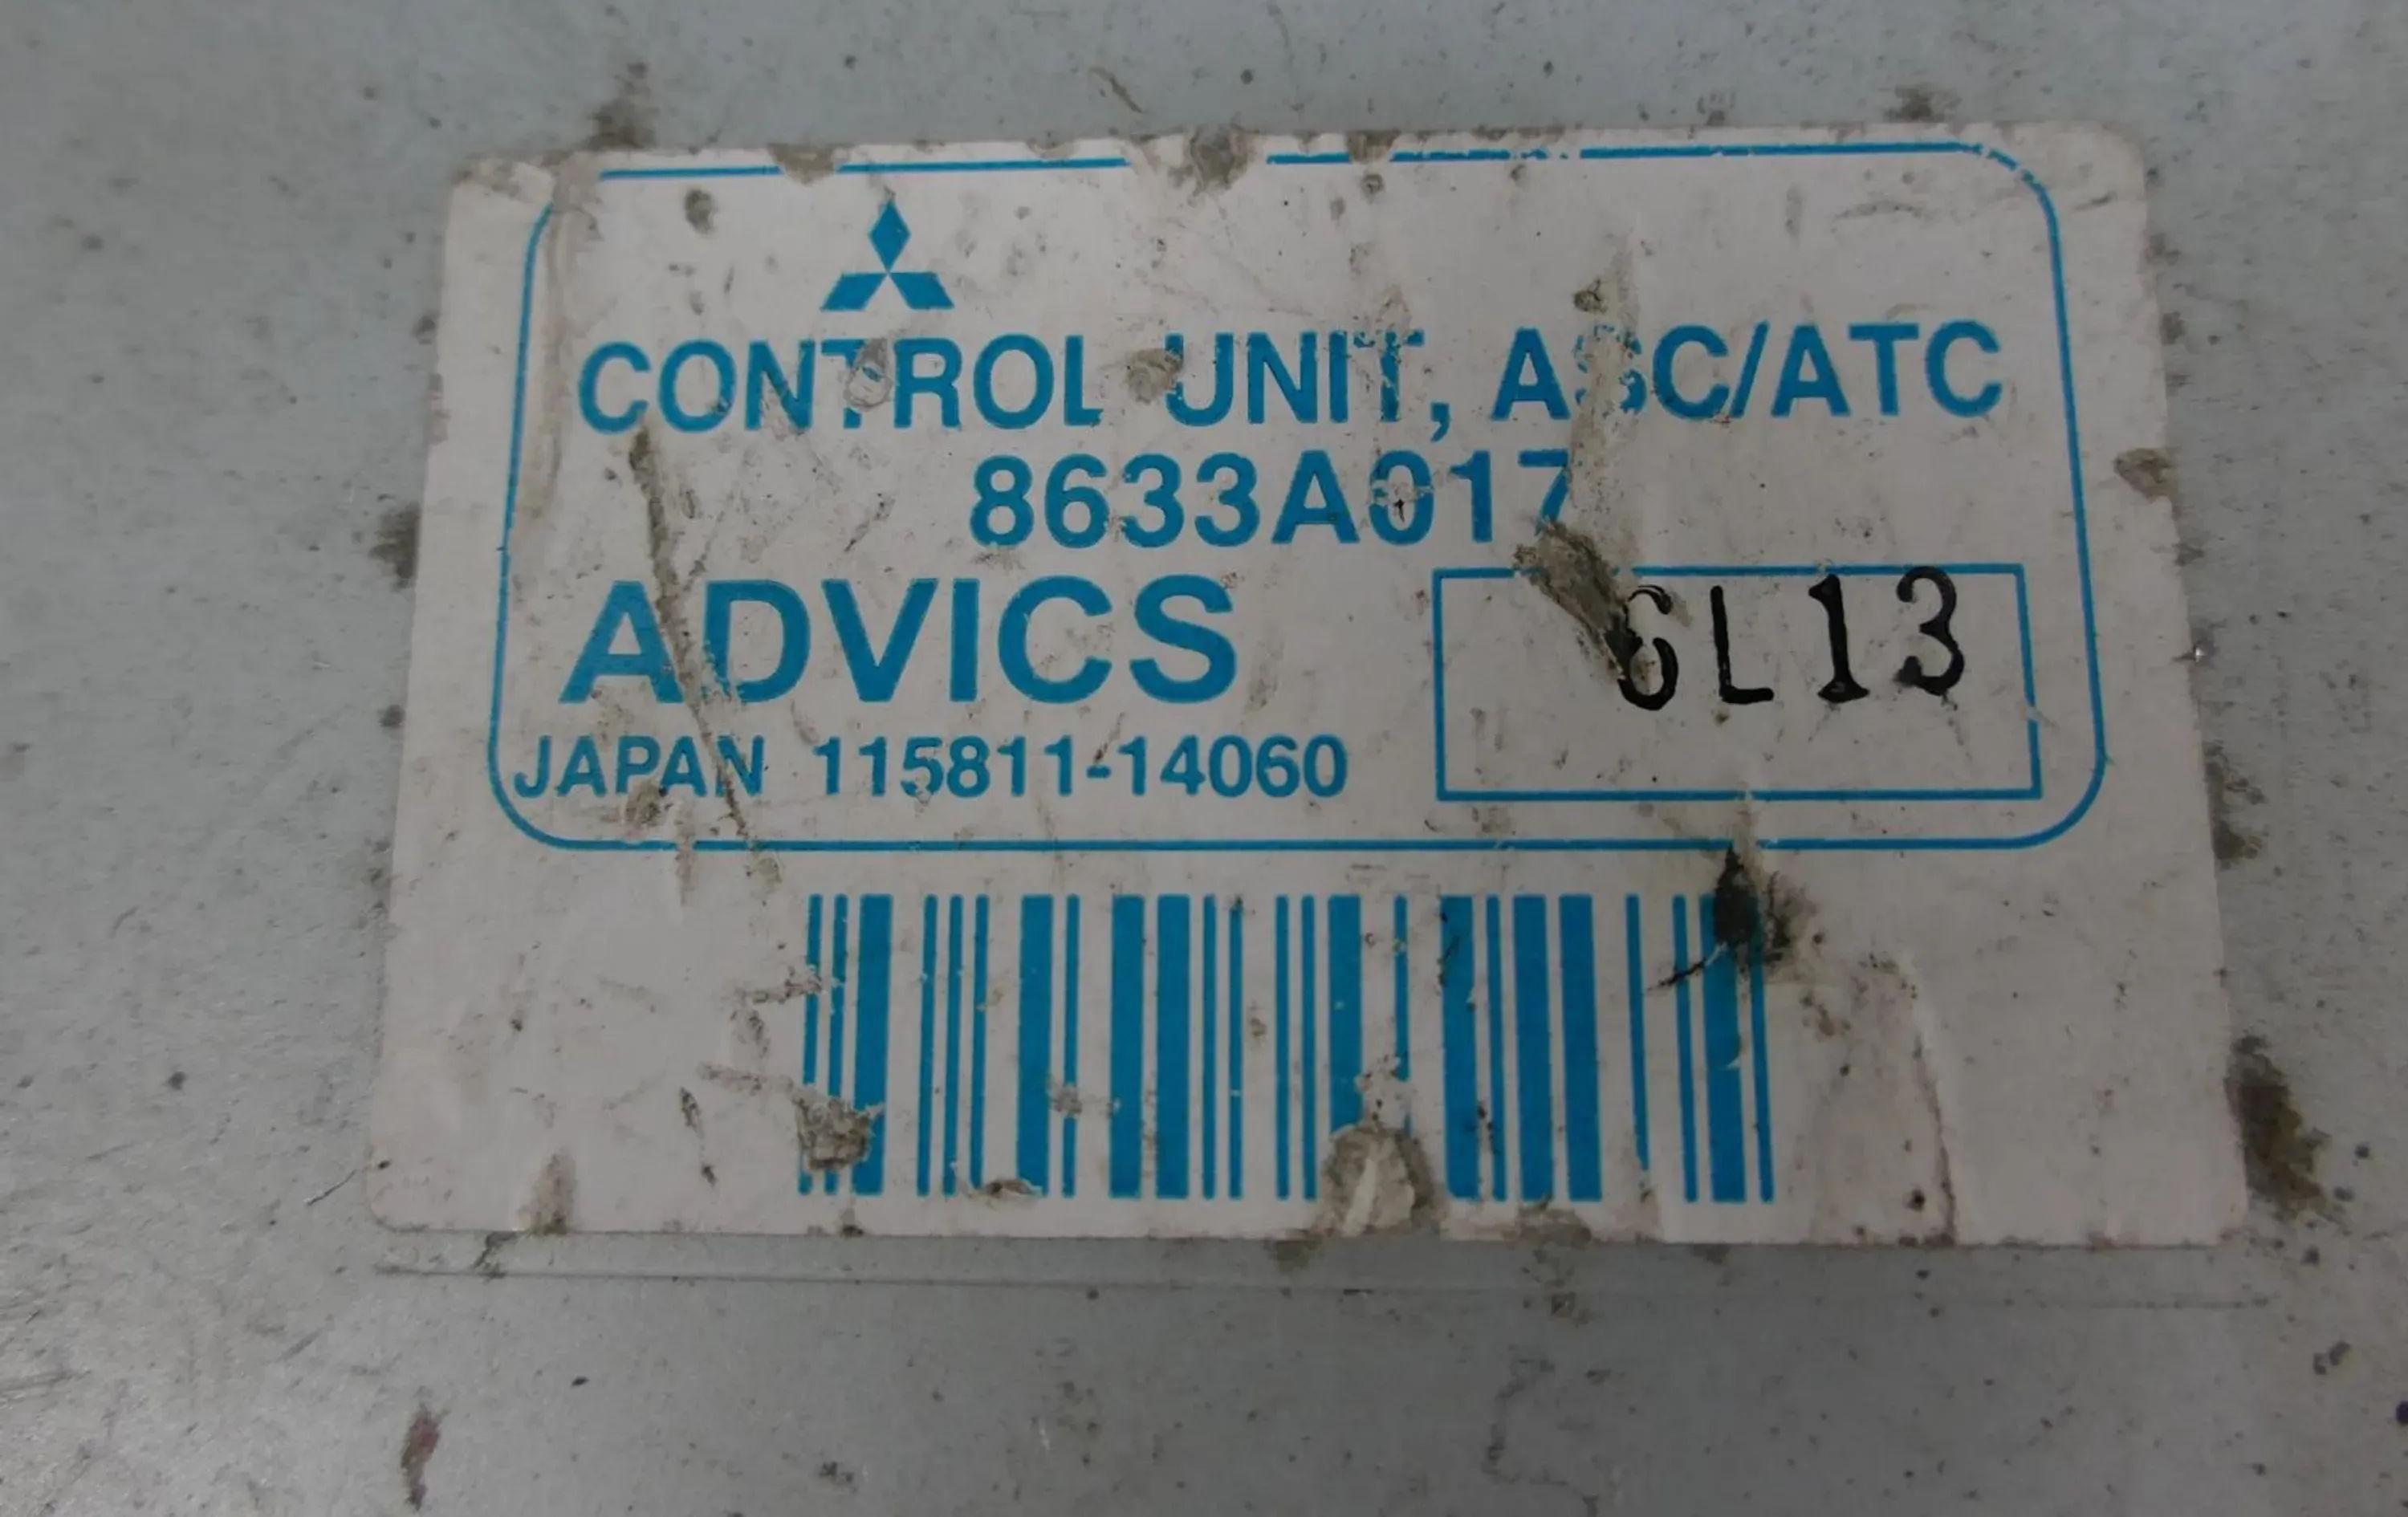 CONTROL UNIT, ASC/ATC
8633A017
ADVICS
6L13
JAPAN 115811-14060